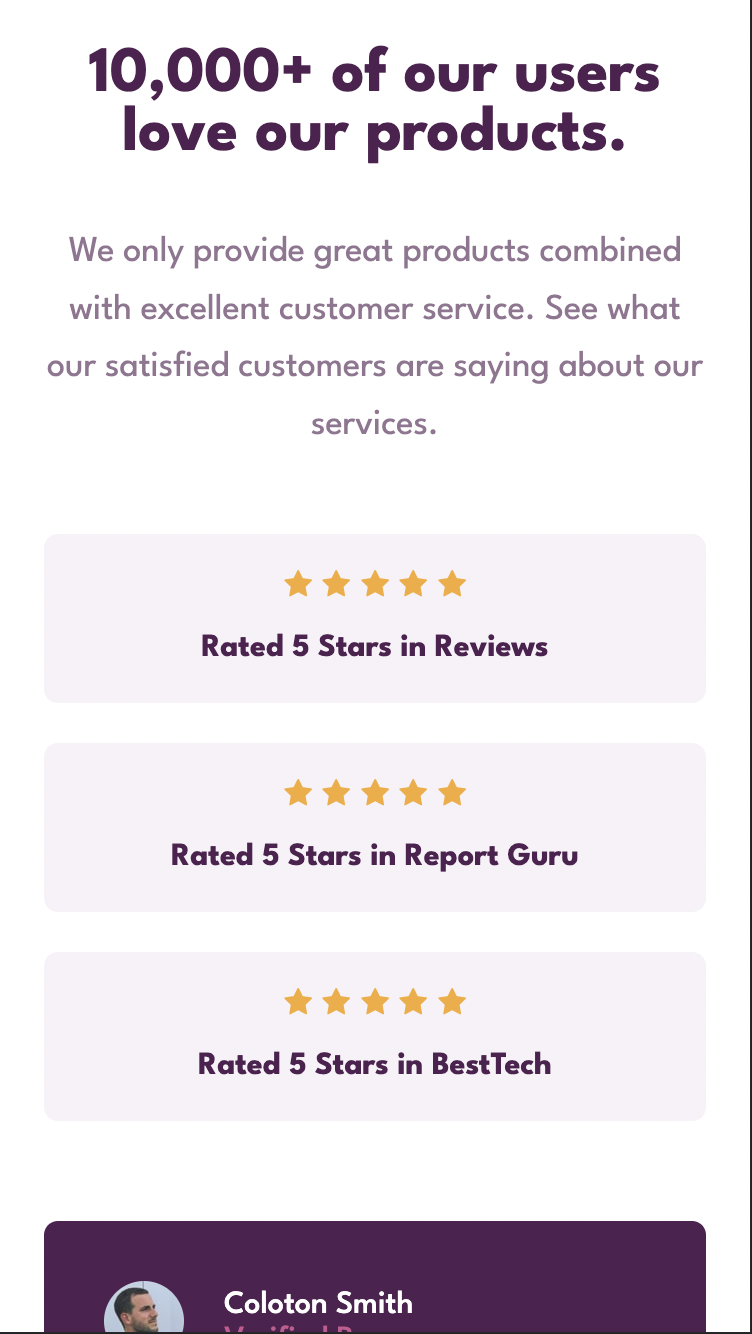 10,000+ of our users
love our products.
We only provide great products combined
with excellent customer service. See what
our satisfied customers are saying about our
services.
Rated 5 Stars in Reviews
Rated 5 Stars in Report Guru
Rated 5 Stars in BestTech
Coloton Smith